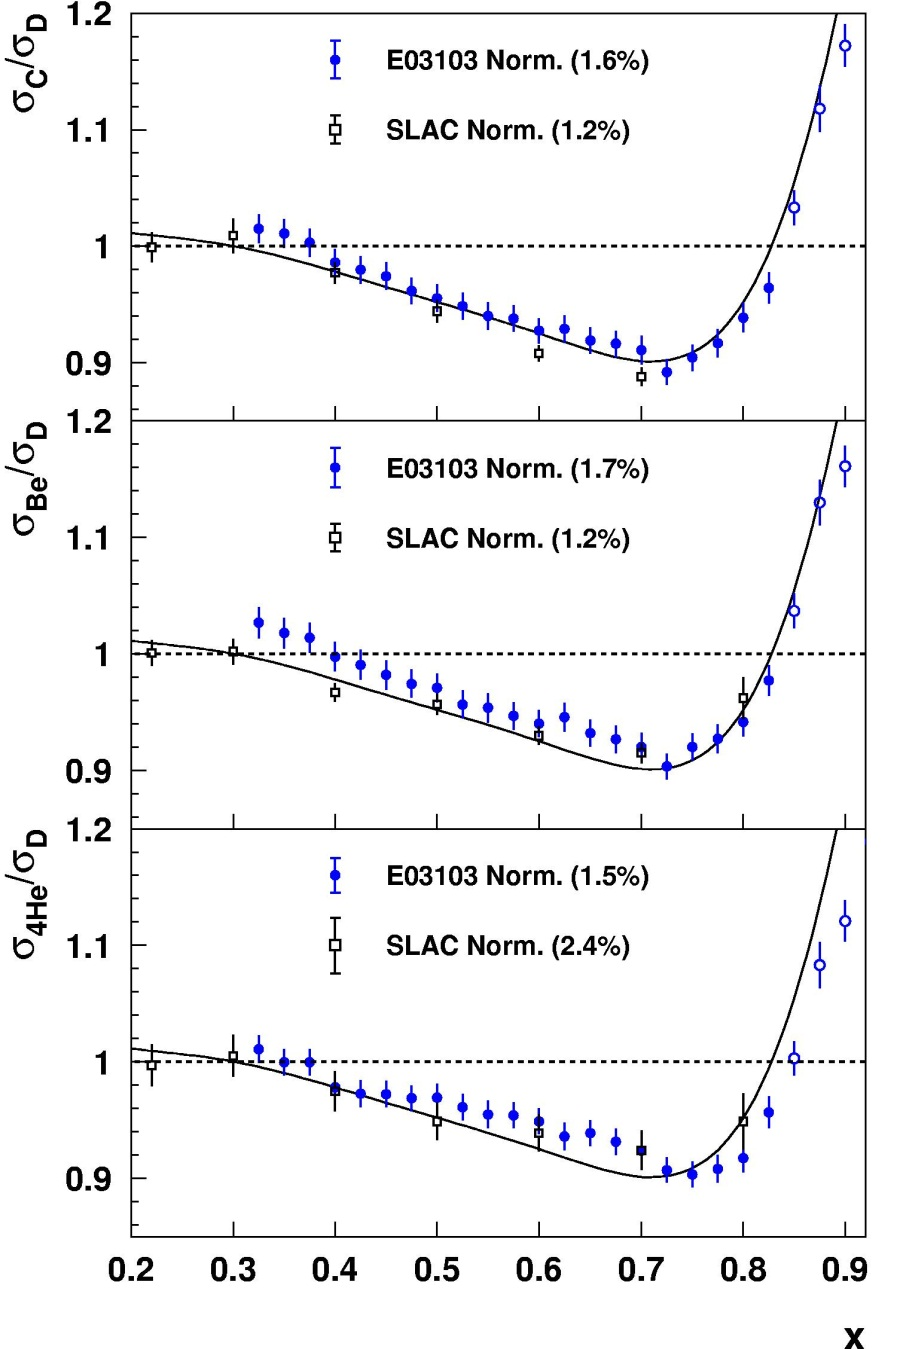 σC/σD
1.2
1.1
1
0.9
E03103 Norm. (1.6%)
SLAC Norm. (1.2%)
σBe/σD
1.2
1.1
1
0.9
E03103 Norm. (1.7%)
SLAC Norm. (1.2%)
σ4He/σD
1.2
1.1
1
0.9
E03103 Norm. (1.5%)
SLAC Norm. (2.4%)
0.2 0.3 0.4 0.5 0.6 0.7 0.8 0.9
x